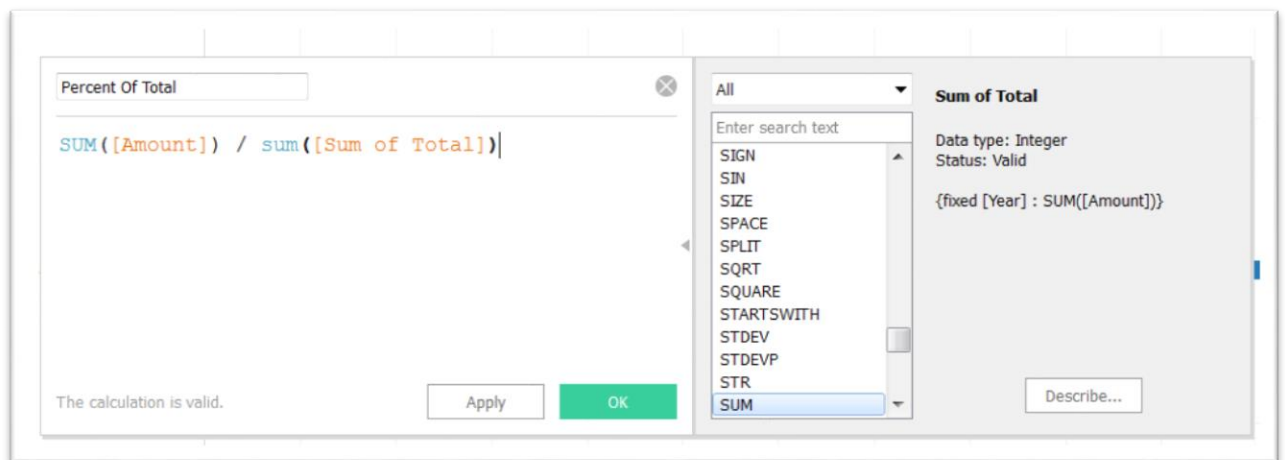 Percent Of Total
SUM([Amount]) / sum([Sum of Total])
The calculation is valid.
Apply
OK
All
Enter search text
SIGN
SIN
SIZE
SPACE
SPLIT
SQRT
SQUARE
STARTSWITH
STDEV
STDEVP
STR
SUM
Sum of Total
Data type: Integer
Status: Valid
{fixed [Year] : SUM([Amount])}
Describe...